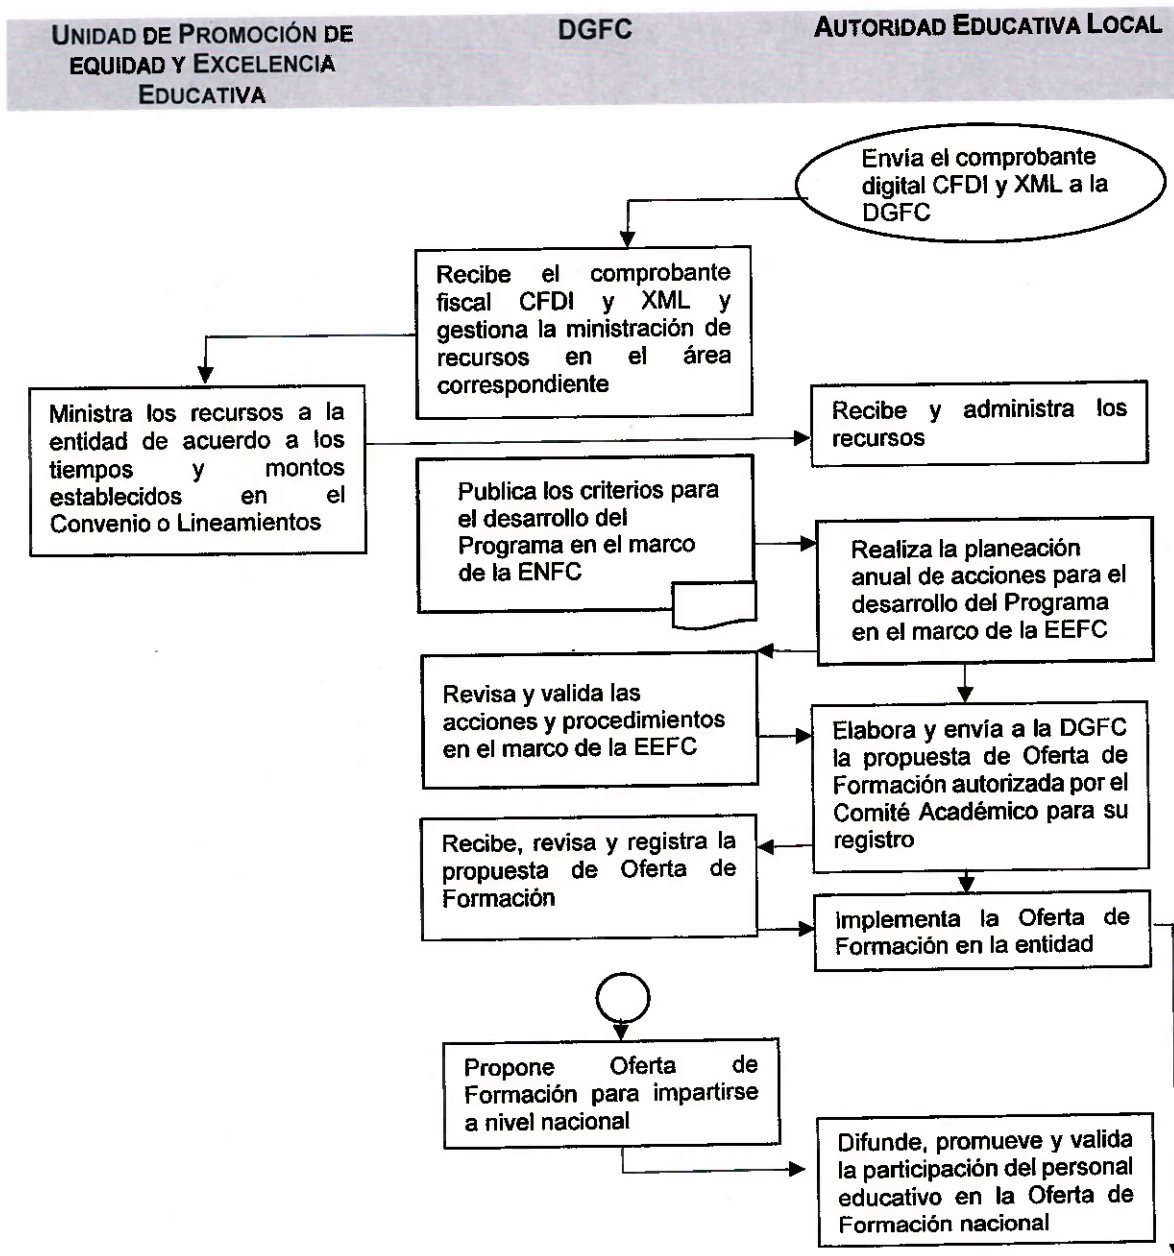 UNIDAD DE PROMOCIÓN DE
EQUIDAD Y EXCELENCIA
EDUCATIVA
DGFC
AUTORIDAD EDUCATIVA LOCAL
Envía el comprobante
digital CFDI y XML a la
DGFC
Recibe el comprobante
fiscal CFDI y XML y
gestiona la ministración de
recursos en el área
correspondiente
Ministra los recursos a la
entidad de acuerdo a los
tiempos y montos
establecidos en el
Convenio o Lineamientos
Recibe y administra los
recursos
Publica los criterios para
el desarrollo del
Programa en el marco
de la ENFC
Realiza la planeación
anual de acciones para el
desarrollo del Programa
en el marco de la EEFC
Revisa y valida las
acciones y procedimientos
en el marco de la EEFC
Elabora y envía a la DGFC
la propuesta de Oferta de
Formación autorizada por el
Comité Académico para su
registro
Recibe, revisa y registra la
propuesta de Oferta de
Formación
Implementa la Oferta de
Formación en la entidad
Propone Oferta de
Formación para impartirse
a nivel nacional
Difunde, promueve y valida
la participación del personal
educativo en la Oferta de
Formación nacional